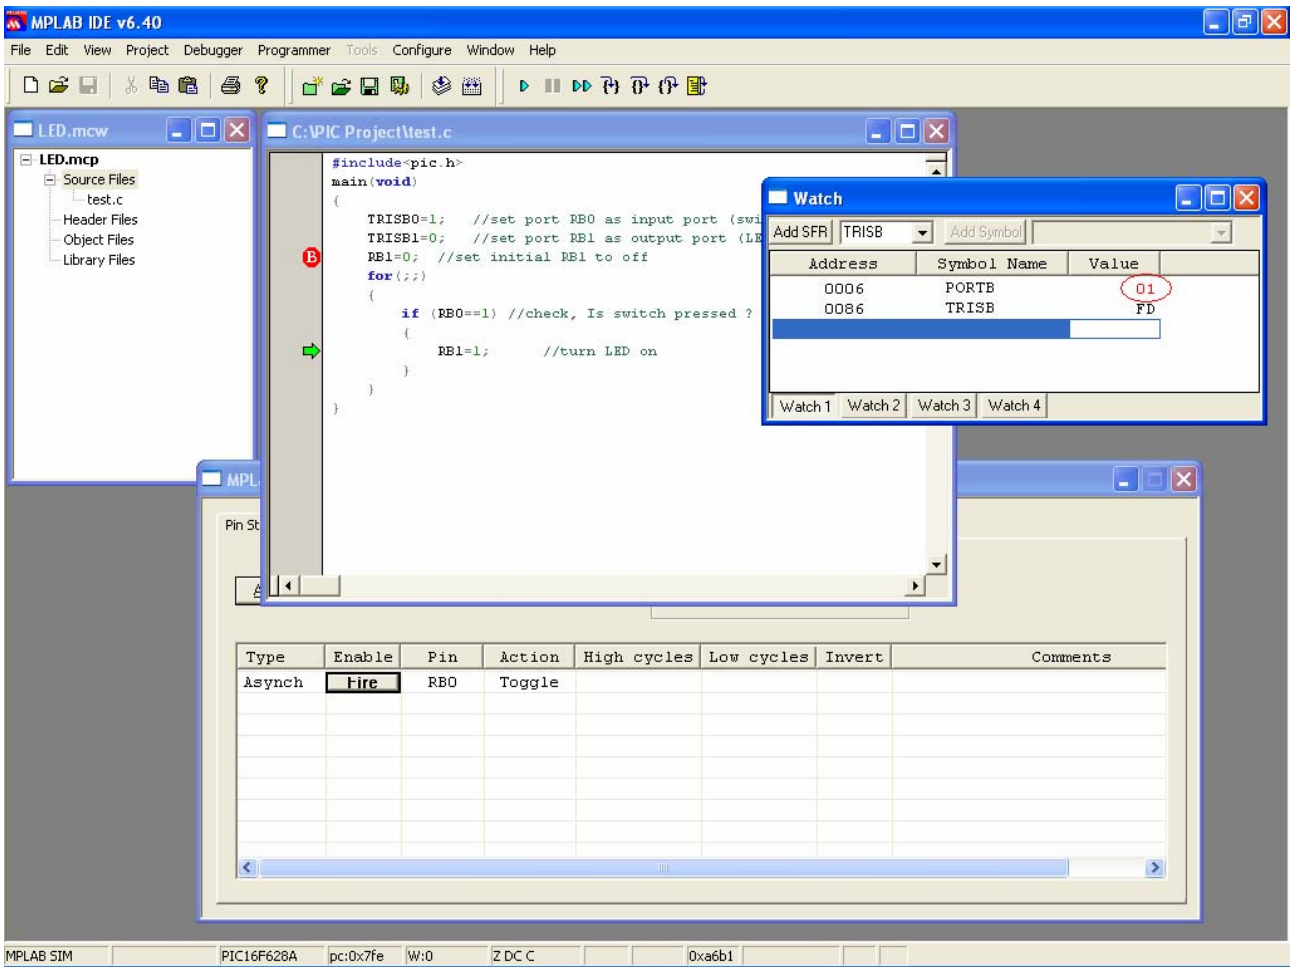 MPLAB IDE v6.40
File Edit View Project Debugger Programmer Tools Configure Window Help
LED.mcw
LED.mcp
Source Files
test.c
Header Files
Object Files
Library Files
C:\PIC Project\test.c
#include<pic.h>
main(void)
{
TRISB0=1; //set port RB0 as input port (swi
TRISB1=0; //set port RB1 as output port (LE
B RB1=0; //set initial RB1 to off
for(;;)
{
if (RB0==1) //check, Is switch pressed ?
{
RB1=1; //turn LED on
}
}
}
Watch
Add SFR TRISB Add Symbol
Address Symbol Name Value
0006 PORTB 01
0086 TRISB FD
Watch 1 Watch 2 Watch 3 Watch 4
MPL
Pin St
Type Enable Pin Action High cycles Low cycles Invert Comments
Asynch Fire RB0 Toggle
MPLAB SIM PIC16F628A pc:0x7fe W:0 Z DC C 0xa6b1